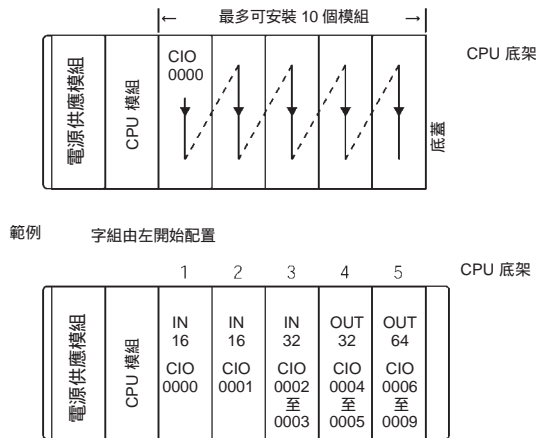 ← 最多可安裝 10 個模組 →
CPU 底架
電源供應模組
CPU 模組
CIO
0000
底蓋
範例 字組由左開始配置
1 2 3 4 5
CPU 底架
電源供應模組
CPU 模組
IN
16
CIO
0000
IN
16
CIO
0001
IN
32
CIO
0002
至
0003
OUT
32
CIO
0004
至
0005
OUT
64
CIO
0006
至
0009